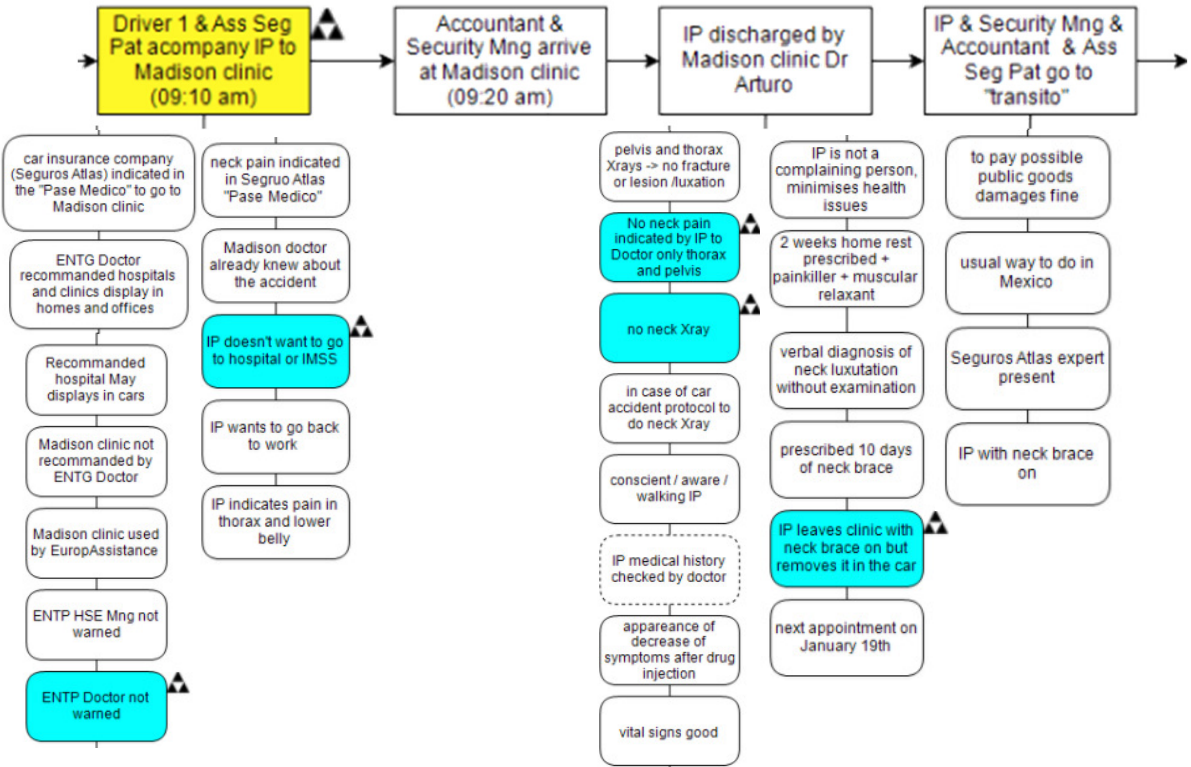 Driver 1 & Ass Seg
Pat acompany IP to
Madison clinic
(09:10 am)
Accountant &
Security Mng arrive
at Madison clinic
(09:20 am)
IP discharged by
Madison clinic Dr
Arturo
IP & Security Mng &
Accountant & Ass
Seg Pat go to
"transito"
car insurance company
(Seguros Atlas) indicated in
the "Pase Medico" to go to
Madison clinic
ENTG Doctor
recommanded hospitals
and clinics display in
homes and offices
Recommanded
hospital May
displays in cars
Madison clinic not
recommanded by
ENTG Doctor
Madison clinic used
by EuropAssistance
ENTP HSE Mng not
warned
ENTP Doctor not
warned
neck pain indicated
in Segruo Atlas
"Pase Medico"
Madison doctor
already knew about
the accident
IP doesn't want to go
to hospital or IMSS
IP wants to go back
to work
IP indicates pain in
thorax and lower
belly
pelvis and thorax
Xrays -> no fracture
or lesion /luxation
No neck pain
indicated by IP to
Doctor only thorax
and pelvis
no neck Xray
in case of car
accident protocol to
do neck Xray
conscient / aware /
walking IP
IP medical history
checked by doctor
appareance of
decrease of
symptoms after drug
injection
vital signs good
IP is not a
complaining person,
minimises health
issues
2 weeks home rest
prescribed +
painkiller + muscular
relaxant
verbal diagnosis of
neck luxutation
without examination
prescribed 10 days
of neck brace
IP leaves clinic with
neck brace on but
removes it in the car
next appointment on
January 19th
to pay possible
public goods
damages fine
usual way to do in
Mexico
Seguros Atlas expert
present
IP with neck brace
on